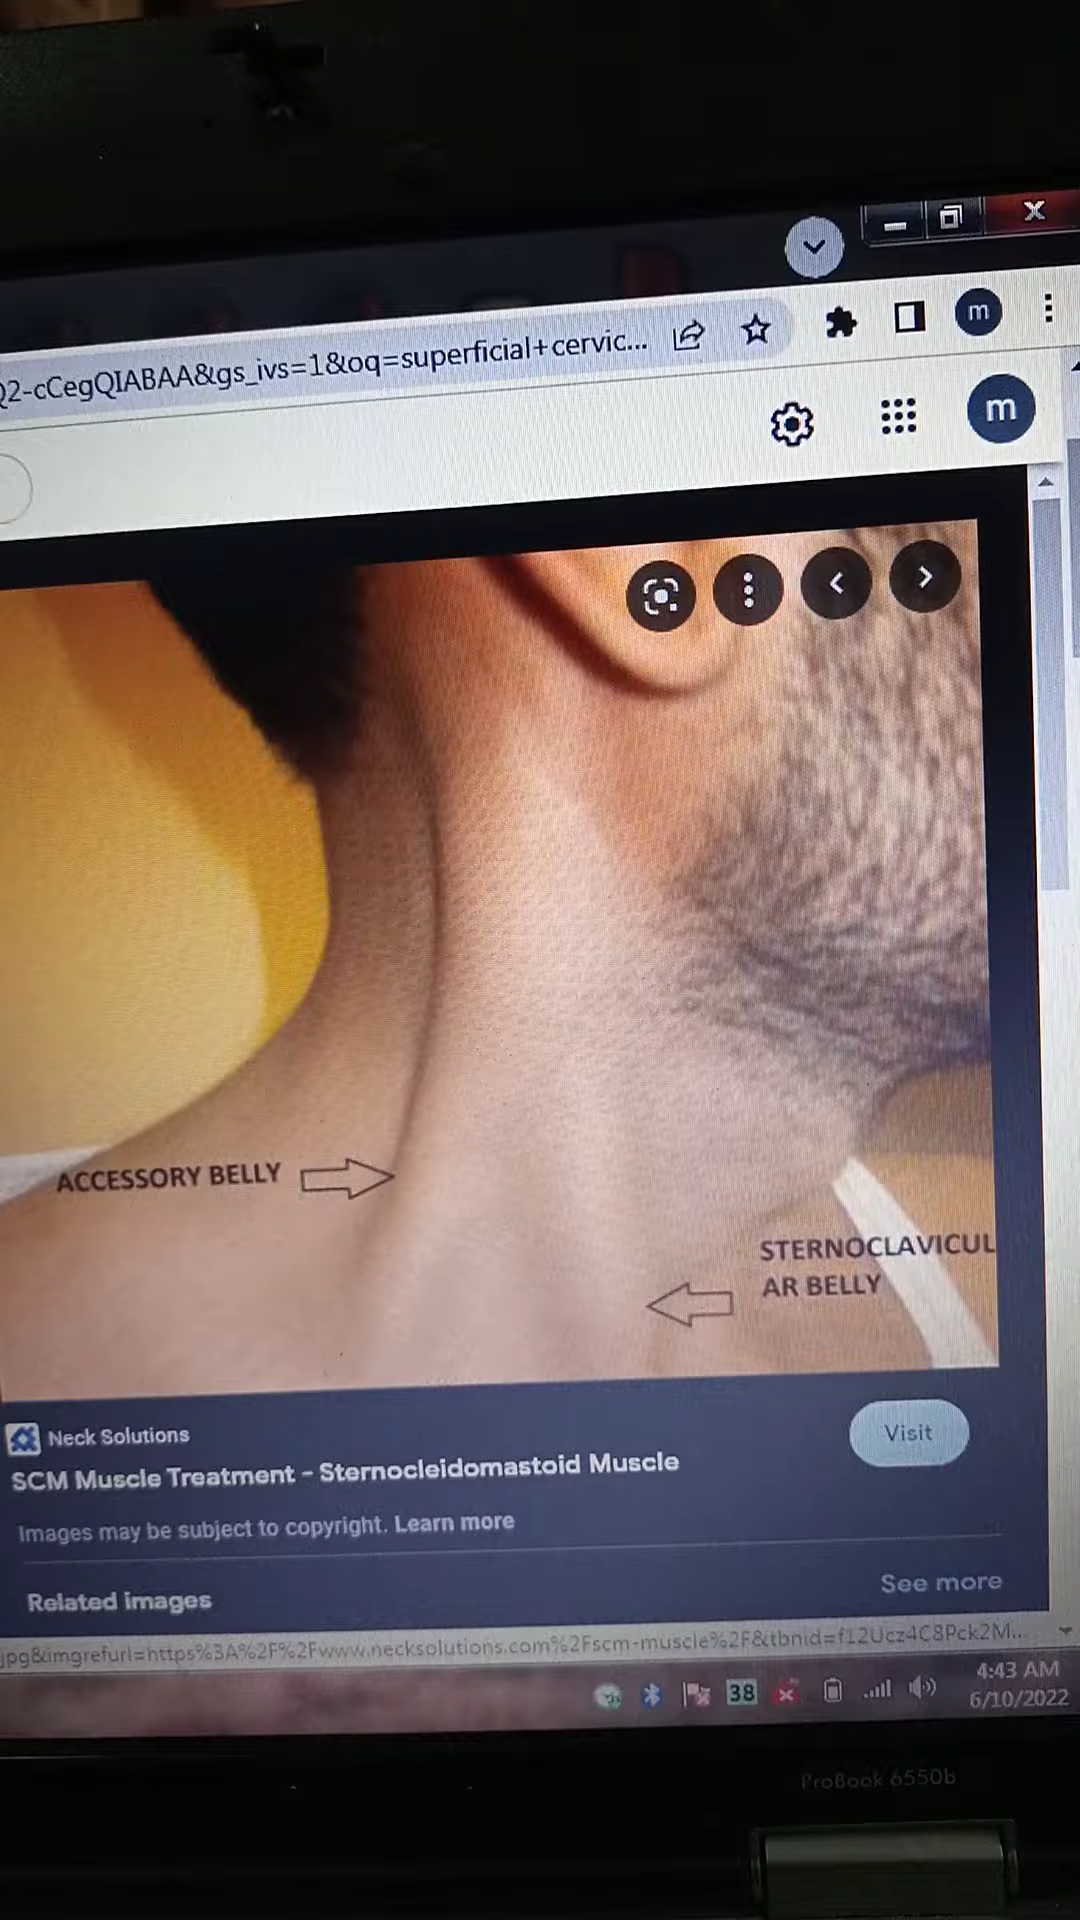 Q2-cCegQIABAA&gs_ivs=1&oq=superficial+cervic...
m
m
ACCESSORY BELLY
STERNOCLAVICUL
AR BELLY
Neck Solutions
Visit
SCM Muscle Treatment - Sternocleidomastoid Muscle
Images may be subject to copyright. Learn more
Related images
See more
jpg&imgrefurl=https%3A%2F%2Fwww.necksolutions.com%2Fscm-muscle%2F&tbnid=f12Ucz4C8Pck2M...
38
4:43 AM
6/10/2022
ProBook 6550b